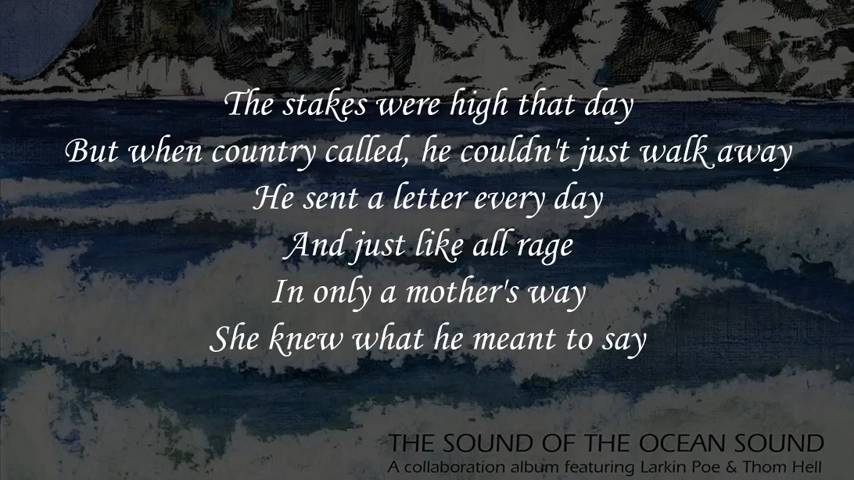 The stakes were high that day
But when country called, he couldn't just walk away
He sent a letter every day
And just like all rage
In only a mother's way
She knew what he meant to say
THE SOUND OF THE OCEAN SOUND
A collaboration album featuring Larkin Poe & Thom Hell